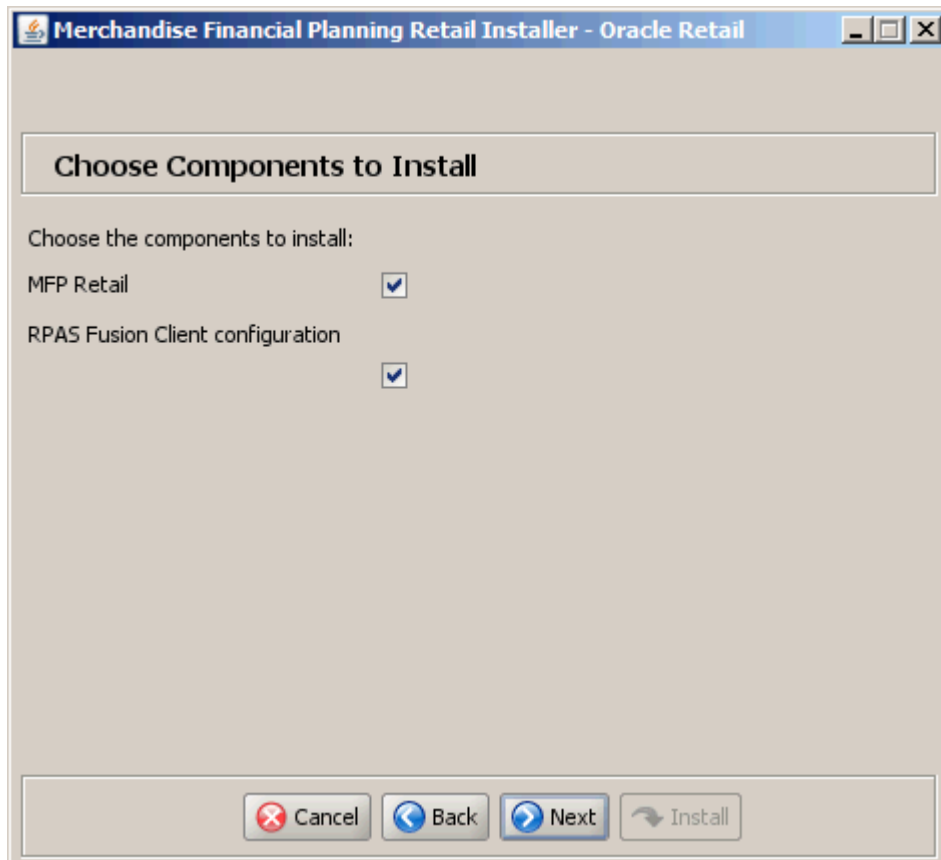 Merchandise Financial Planning Retail Installer - Oracle Retail
Choose Components to Install
Choose the components to install:
MFP Retail
RPAS Fusion Client configuration
Cancel Back Next Install